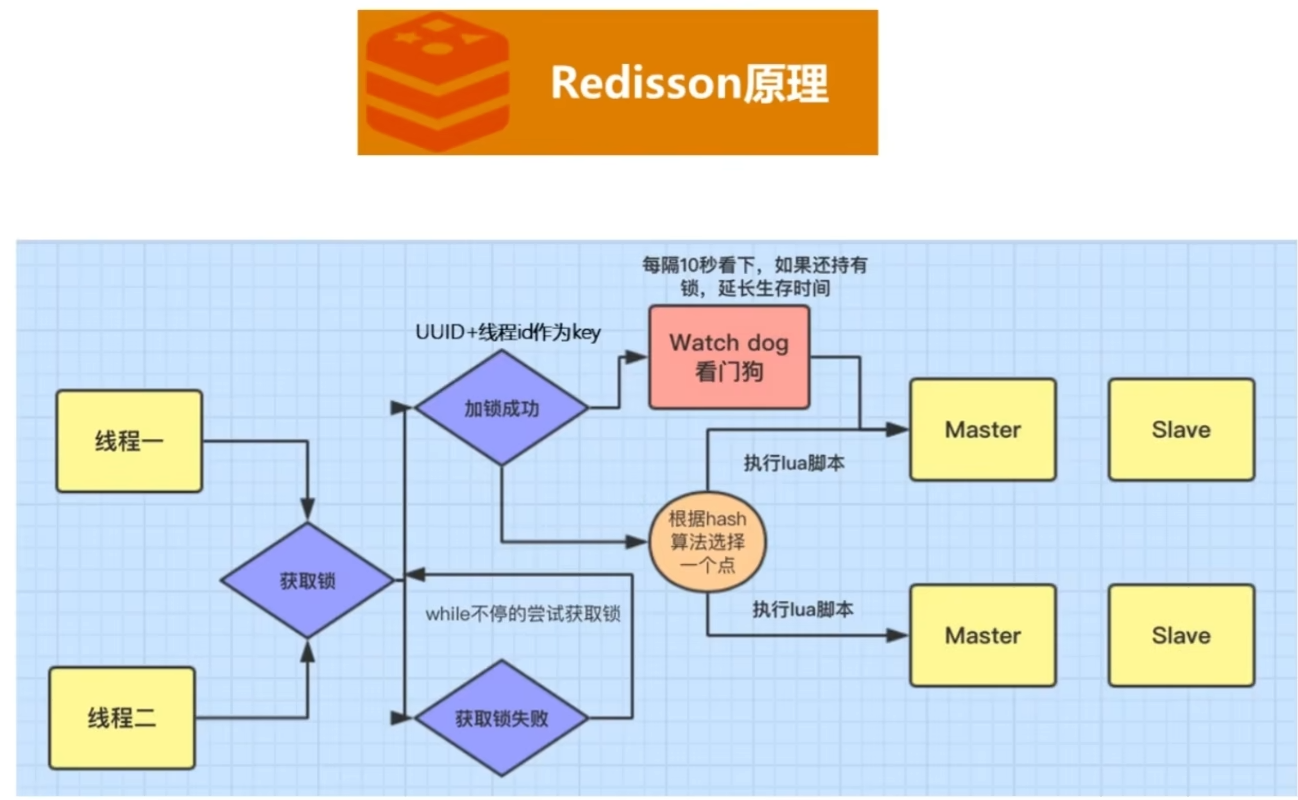 Redisson原理
每隔10秒看下，如果还持有
锁，延长生存时间
UUID+线程id作为key
Watch dog
看门狗
加锁成功
线程一
Master
Slave
执行lua脚本
根据hash
算法选择
一个点
获取锁
while不停的尝试获取锁
执行lua脚本
Master
Slave
线程二
获取锁失败